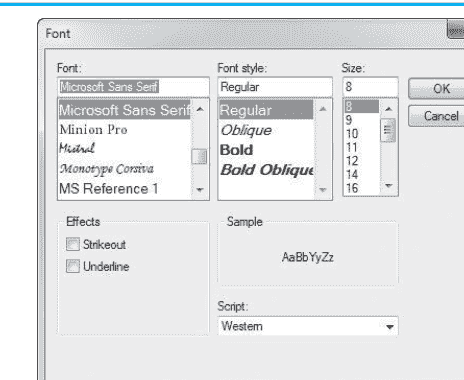 Font
Font:
Font style:
Size:
Microsoft Sans Serif
Regular
8
OK
Cancel
Microsoft Sans Serif
Minion Pro
Mistral
Monotype Corsiva
MS Reference 1
Regular
Oblique
Bold
Bold Oblique
8
9
10
11
12
14
16
Effects
Strikeout
Underline
Sample
AaBbYyZz
Script:
Western